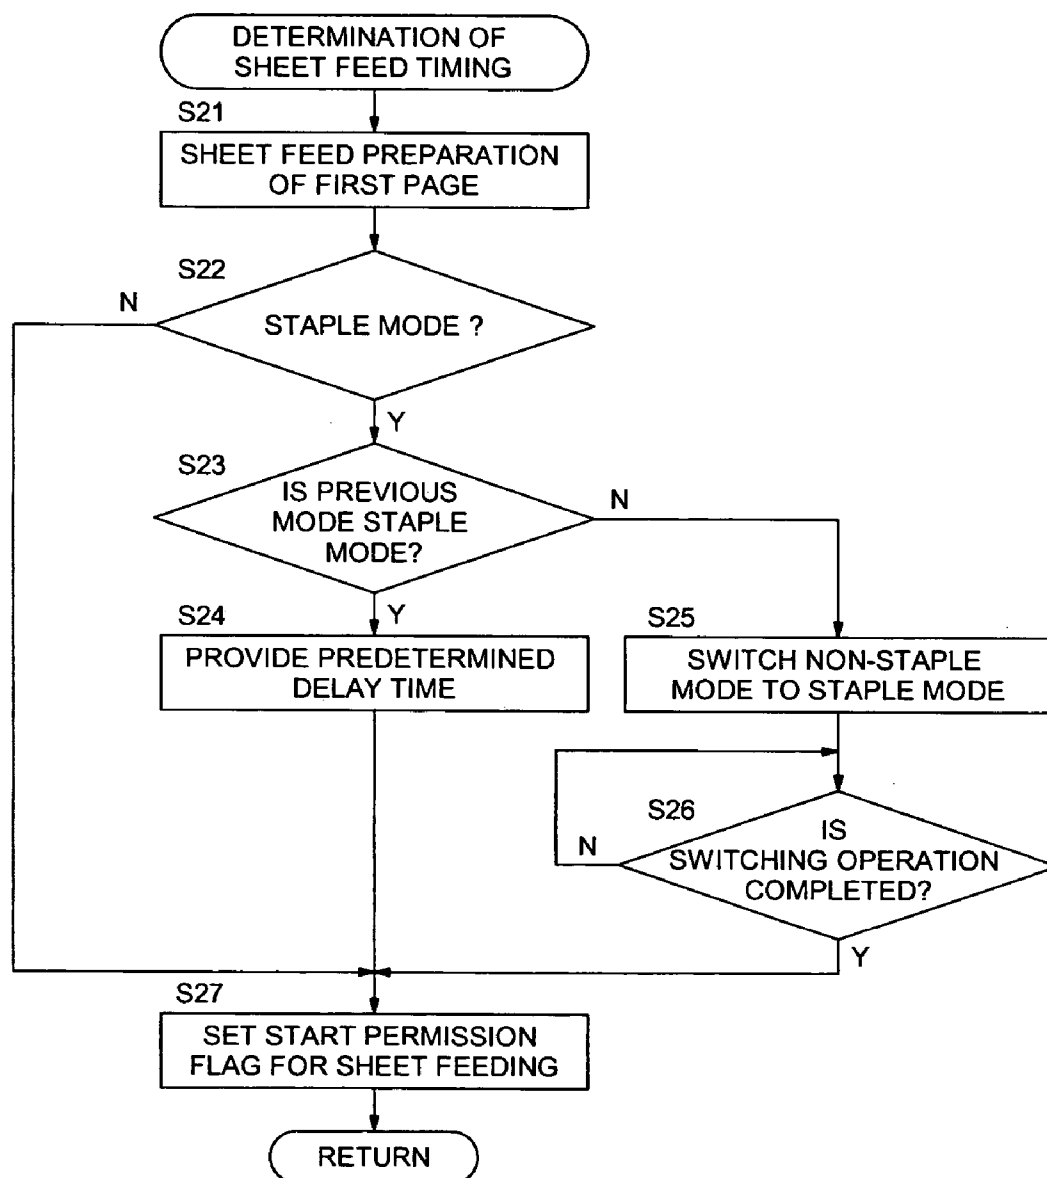 DETERMINATION OF
SHEET FEED TIMING
S21
SHEET FEED PREPARATION
OF FIRST PAGE
S22
N
STAPLE MODE ?
Y
S23
IS PREVIOUS
MODE STAPLE
MODE?
N
Y
S24
PROVIDE PREDETERMINED
DELAY TIME
S25
SWITCH NON-STAPLE
MODE TO STAPLE MODE
S26
IS
SWITCHING OPERATION
COMPLETED?
N
Y
S27
SET START PERMISSION
FLAG FOR SHEET FEEDING
RETURN